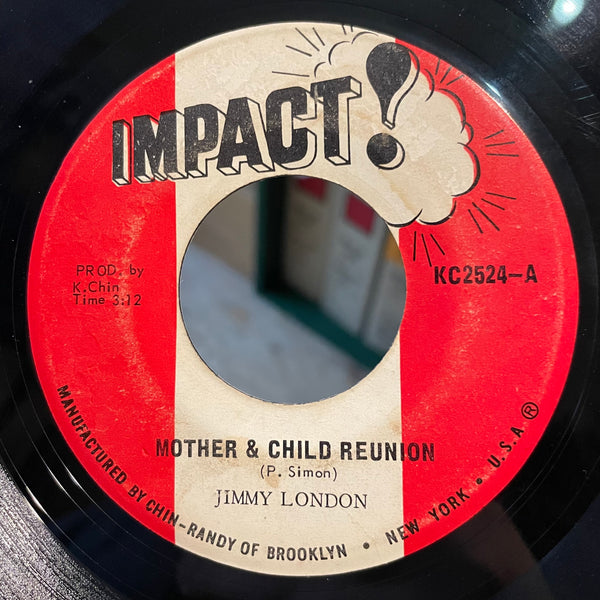 IMPACT!
PROD. by
K.Chin
Time 3:12
KC2524-A
MOTHER & CHILD REUNION
(P. Simon)
JIMMY LONDON
MANUFACTURED BY CHIN-RANDY OF BROOKLYN • NEW YORK • U.S.A ®